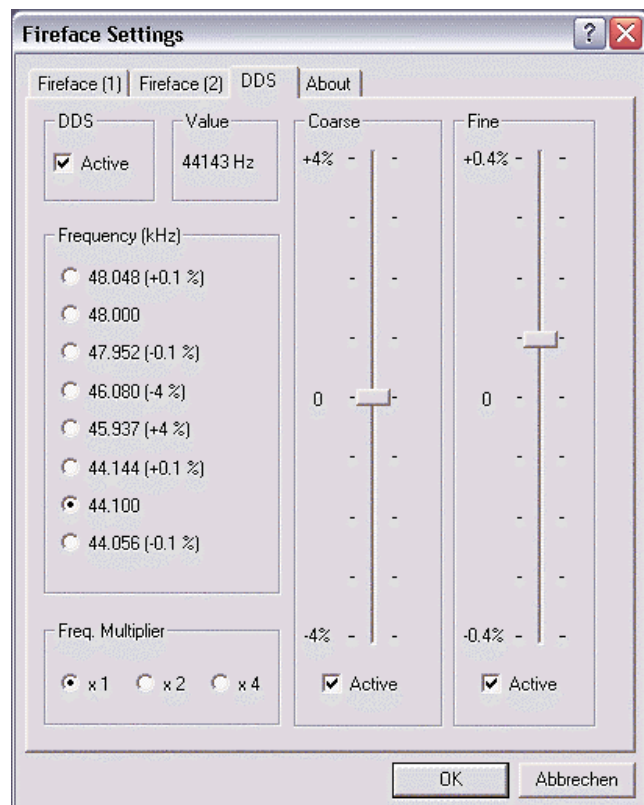 Fireface Settings
Fireface (1) Fireface (2) DDS About
DDS
Active
Value
44143 Hz
Frequency (kHz)
48.048 (+0.1 %)
48.000
47.952 (-0.1 %)
46.080 (-4 %)
45.937 (+4 %)
44.144 (+0.1 %)
44.100
44.056 (-0.1 %)
Freq. Multiplier
x 1 x 2 x 4
Coarse
+4%
0
-4%
Active
Fine
+0.4%
0
-0.4%
Active
OK Abbrechen